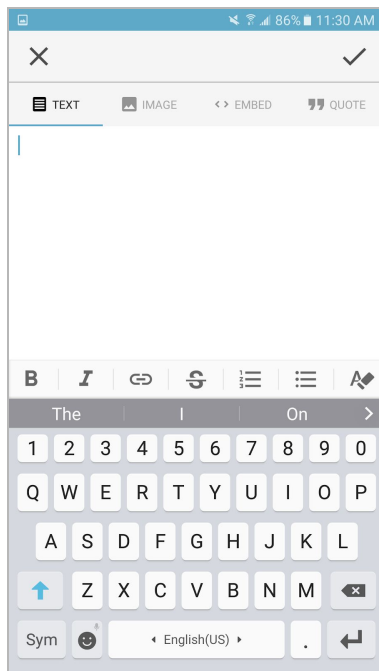 86% 11:30 AM
TEXT IMAGE EMBED QUOTE
B I S A
The I On
1 2 3 4 5 6 7 8 9 0
Q W E R T Y U I O P
A S D F G H J K L
Z X C V B N M
Sym English(US) .